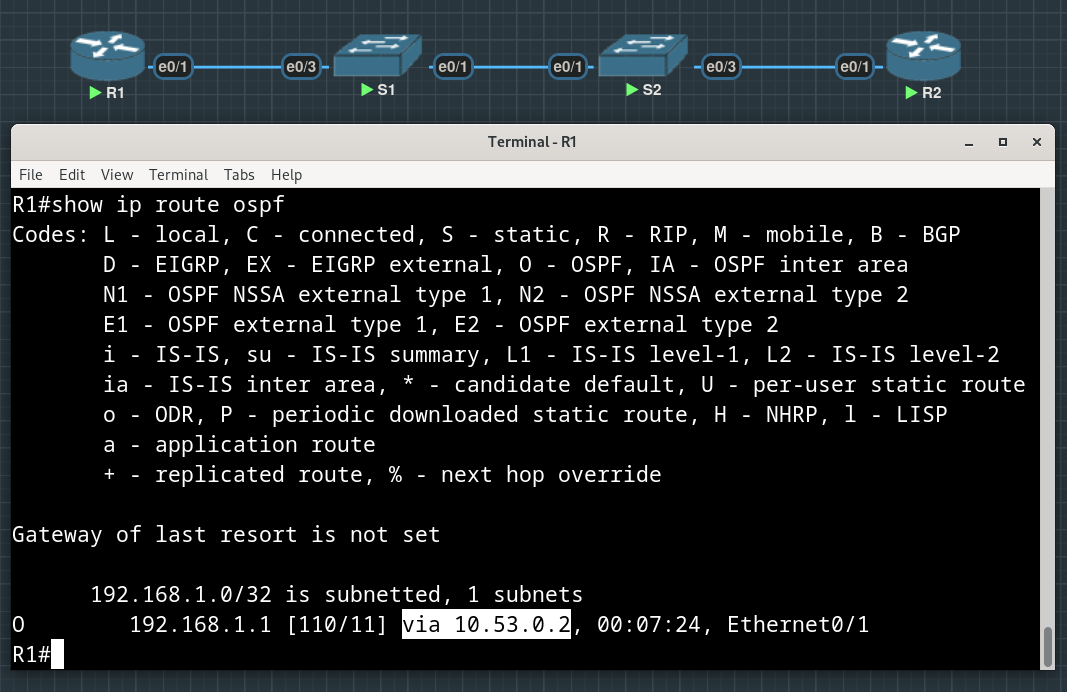 e0/1 e0/3 e0/1 e0/1 e0/3 e0/1
R1 S1 S2 R2
Terminal - R1
File Edit View Terminal Tabs Help
R1#show ip route ospf
Codes: L - local, C - connected, S - static, R - RIP, M - mobile, B - BGP
       D - EIGRP, EX - EIGRP external, O - OSPF, IA - OSPF inter area
       N1 - OSPF NSSA external type 1, N2 - OSPF NSSA external type 2
       E1 - OSPF external type 1, E2 - OSPF external type 2
       i - IS-IS, su - IS-IS summary, L1 - IS-IS level-1, L2 - IS-IS level-2
       ia - IS-IS inter area, * - candidate default, U - per-user static route
       o - ODR, P - periodic downloaded static route, H - NHRP, l - LISP
       a - application route
       + - replicated route, % - next hop override
Gateway of last resort is not set
      192.168.1.0/32 is subnetted, 1 subnets
O        192.168.1.1 [110/11] via 10.53.0.2, 00:07:24, Ethernet0/1
R1#